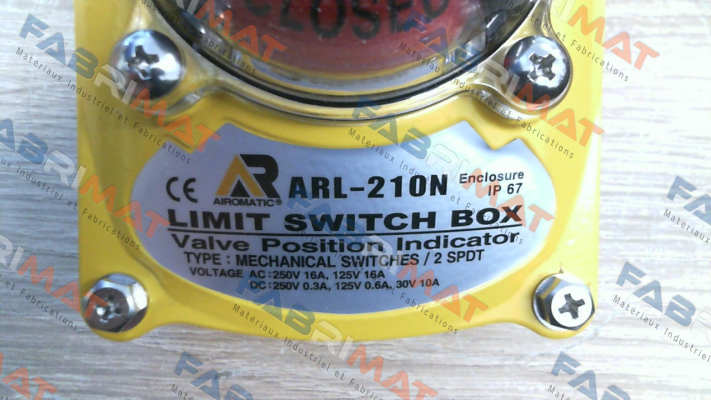 CLOSED
CE AR ARL-210N Enclosure
AIROMATIC® IP 67
LIMIT SWITCH BOX
Valve Position Indicator
TYPE : MECHANICAL SWITCHES / 2 SPDT
VOLTAGE AC:250V 16A, 125V 16A
DC:250V 0.3A, 125V 0.6A, 30V 10A
FABRIMAT
Materiaux Industriel et Fabrications